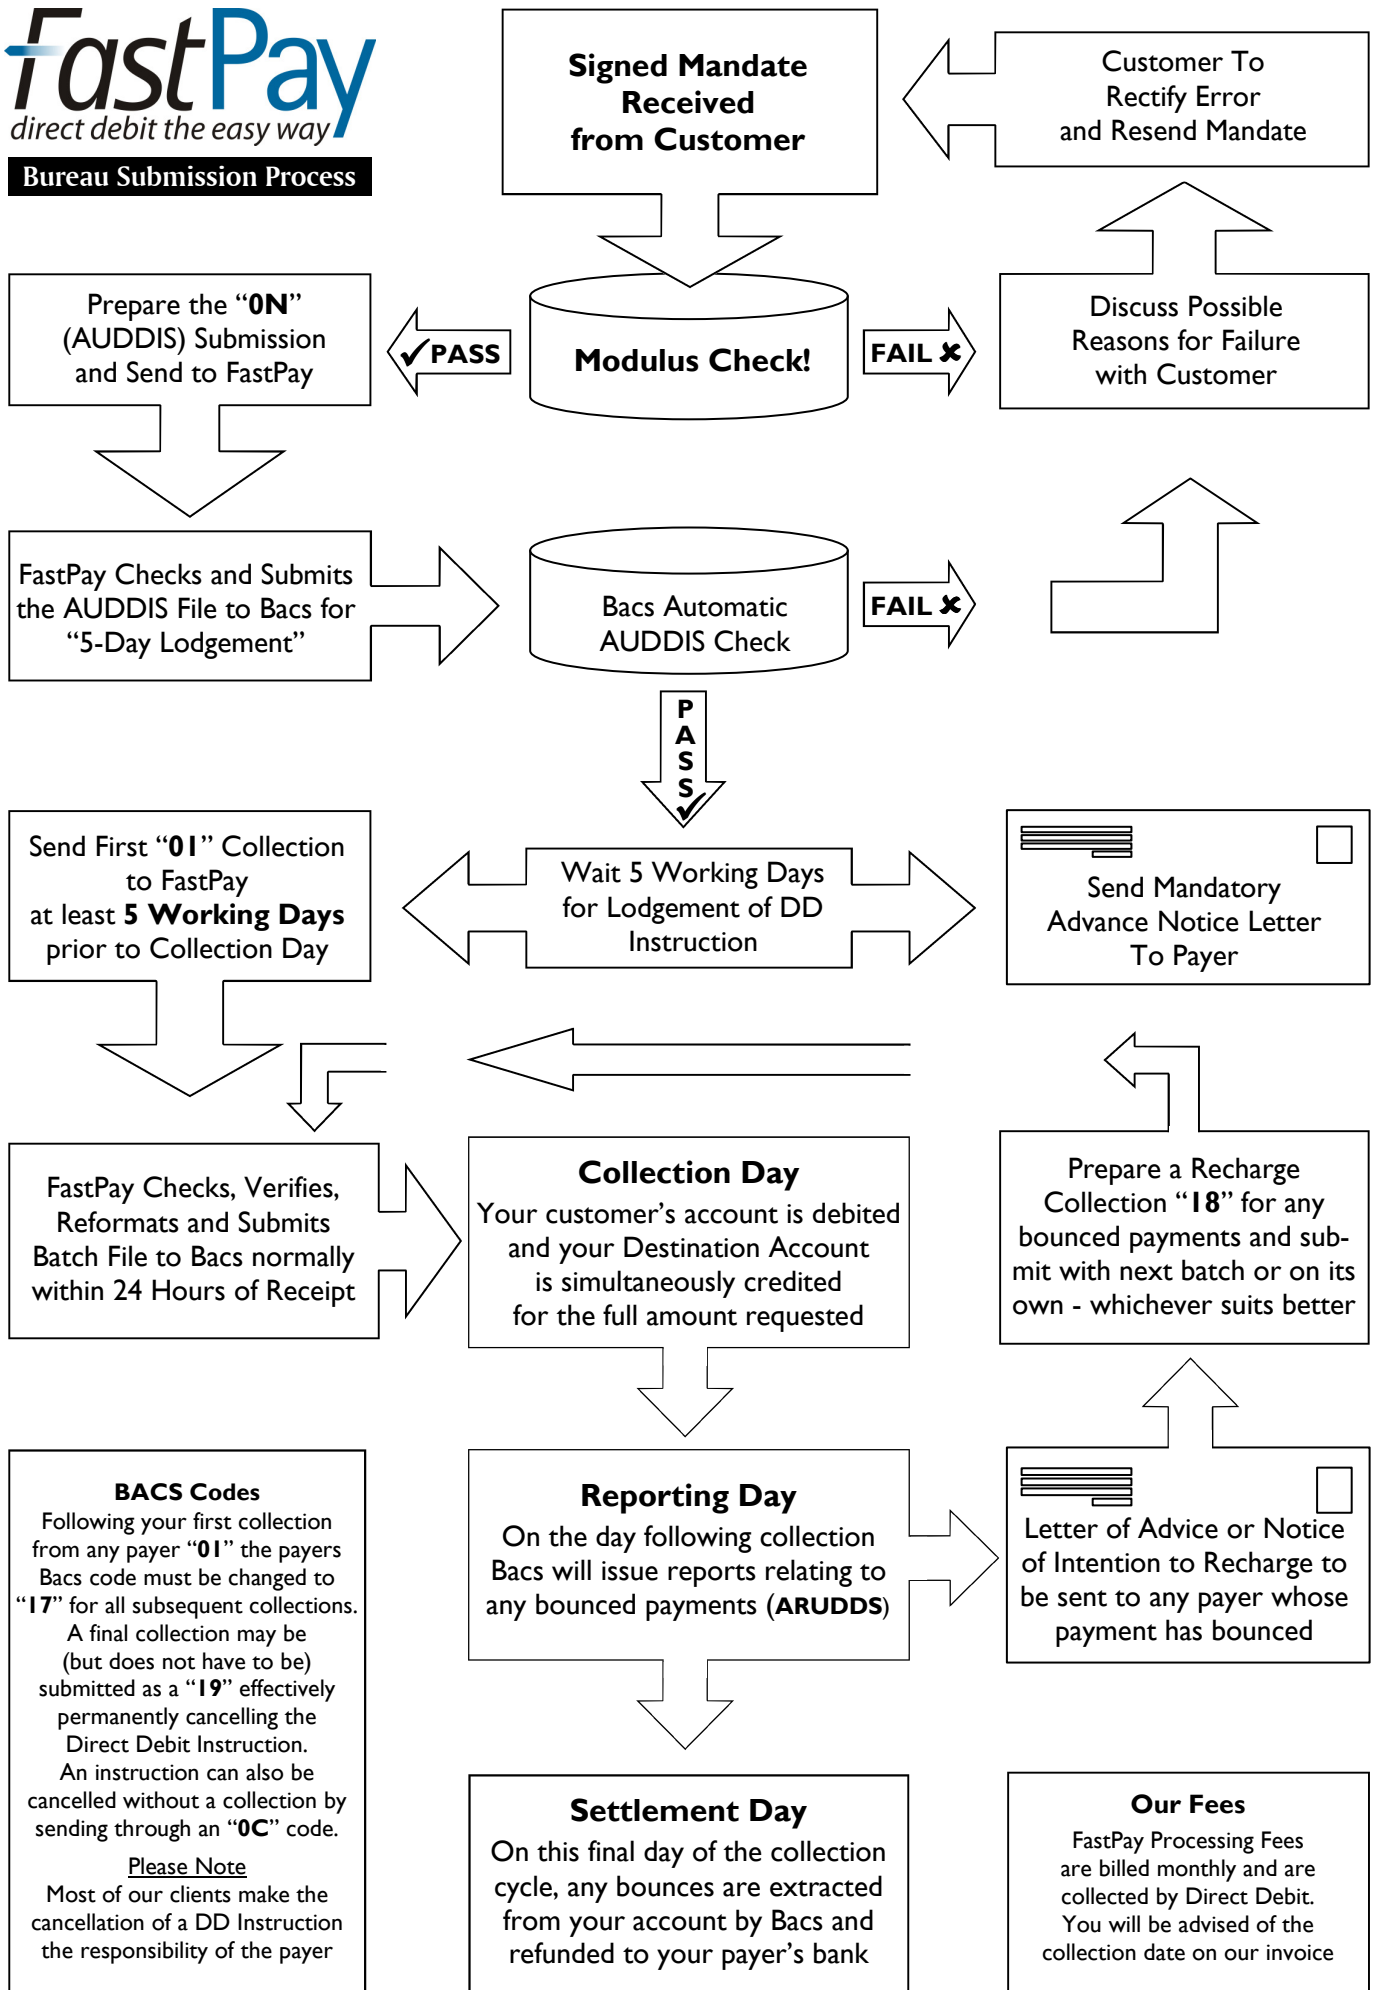 FastPay
direct debit the easy way
Bureau Submission Process
Signed Mandate
Received
from Customer
Customer To
Rectify Error
and Resend Mandate
Prepare the “0N”
(AUDDIS) Submission
and Send to FastPay
✓PASS
Modulus Check!
FAIL ✘
Discuss Possible
Reasons for Failure
with Customer
FastPay Checks and Submits
the AUDDIS File to Bacs for
“5-Day Lodgement”
Bacs Automatic
AUDDIS Check
FAIL ✘
P
A
S
S
✓
Send First “01” Collection
to FastPay
at least 5 Working Days
prior to Collection Day
Wait 5 Working Days
for Lodgement of DD
Instruction
Send Mandatory
Advance Notice Letter
To Payer
FastPay Checks, Verifies,
Reformats and Submits
Batch File to Bacs normally
within 24 Hours of Receipt
Collection Day
Your customer’s account is debited
and your Destination Account
is simultaneously credited
for the full amount requested
Prepare a Recharge
Collection “18” for any
bounced payments and sub-
mit with next batch or on its
own - whichever suits better
BACS Codes
Following your first collection
from any payer “01” the payers
Bacs code must be changed to
“17” for all subsequent collections.
A final collection may be
(but does not have to be)
submitted as a “19” effectively
permanently cancelling the
Direct Debit Instruction.
An instruction can also be
cancelled without a collection by
sending through an “0C” code.
Please Note
Most of our clients make the
cancellation of a DD Instruction
the responsibility of the payer
Reporting Day
On the day following collection
Bacs will issue reports relating to
any bounced payments (ARUDDS)
Letter of Advice or Notice
of Intention to Recharge to
be sent to any payer whose
payment has bounced
Settlement Day
On this final day of the collection
cycle, any bounces are extracted
from your account by Bacs and
refunded to your payer’s bank
Our Fees
FastPay Processing Fees
are billed monthly and are
collected by Direct Debit.
You will be advised of the
collection date on our invoice